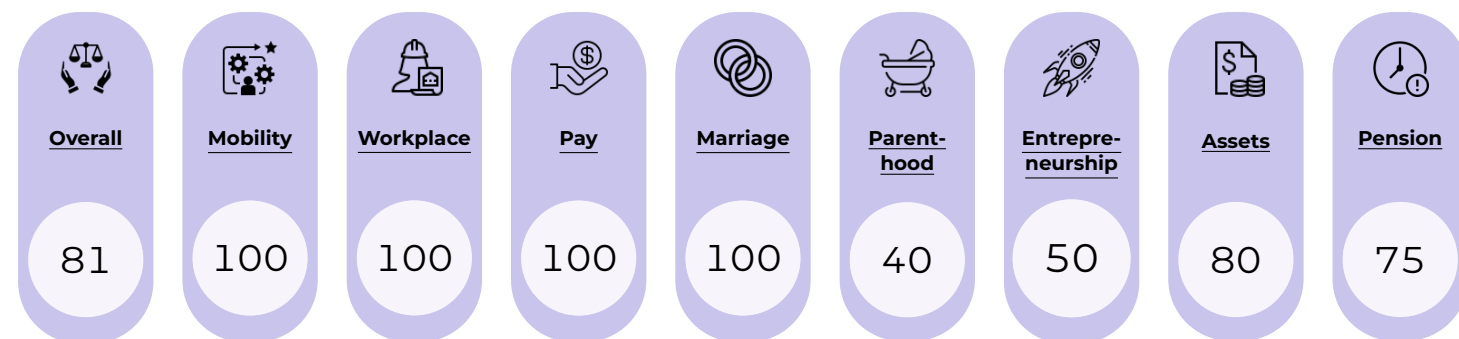 Overall
Mobility
Workplace
Pay
Marriage
Parent-
hood
Entrepre-
neurship
Assets
Pension
81
100
100
100
100
40
50
80
75